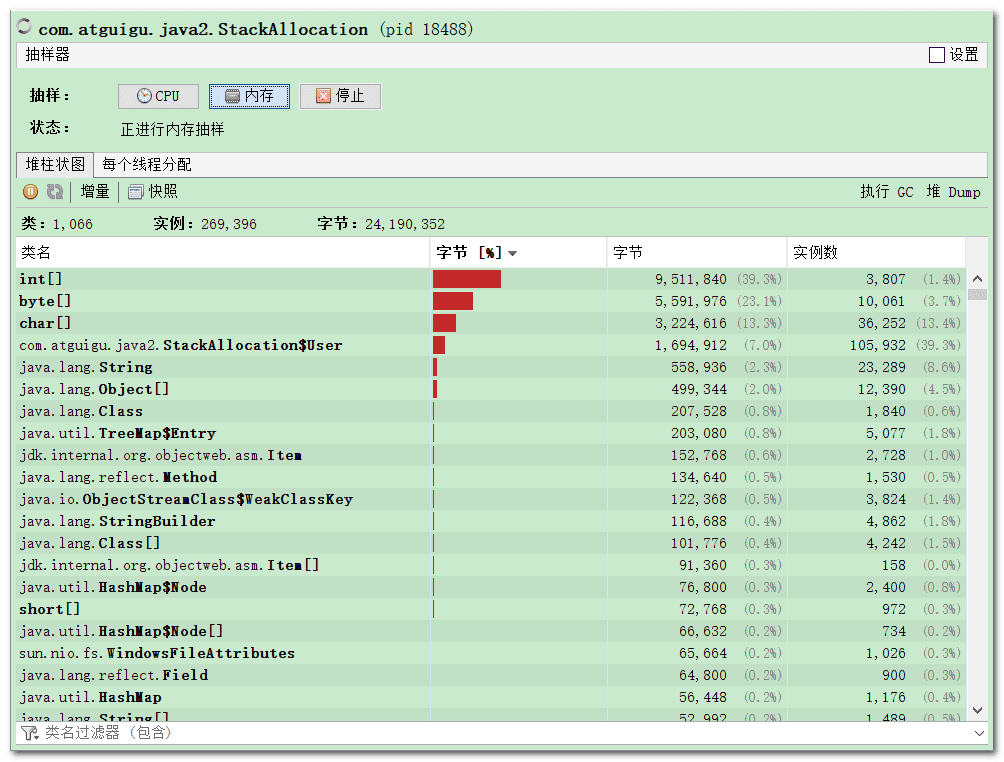 com.atguigu.java2.StackAllocation (pid 18488)
抽样器 设置
抽样： CPU 内存 停止
状态： 正进行内存抽样
堆柱状图 每个线程分配
增量 快照 执行 GC 堆 Dump
类：1,066 实例：269,396 字节：24,190,352
类名 字节 [%] 字节 实例数
int[] 9,511,840 (39.3%) 3,807 (1.4%)
byte[] 5,591,976 (23.1%) 10,061 (3.7%)
char[] 3,224,616 (13.3%) 36,252 (13.4%)
com.atguigu.java2.StackAllocation$User 1,694,912 (7.0%) 105,932 (39.3%)
java.lang.String 558,936 (2.3%) 23,289 (8.6%)
java.lang.Object[] 499,344 (2.0%) 12,390 (4.5%)
java.lang.Class 207,528 (0.8%) 1,840 (0.6%)
java.util.TreeMap$Entry 203,080 (0.8%) 5,077 (1.8%)
jdk.internal.org.objectweb.asm.Item 152,768 (0.6%) 2,728 (1.0%)
java.lang.reflect.Method 134,640 (0.5%) 1,530 (0.5%)
java.io.ObjectStreamClass$WeakClassKey 122,368 (0.5%) 3,824 (1.4%)
java.lang.StringBuilder 116,688 (0.4%) 4,862 (1.8%)
java.lang.Class[] 101,776 (0.4%) 4,242 (1.5%)
jdk.internal.org.objectweb.asm.Item[] 91,360 (0.3%) 158 (0.0%)
java.util.HashMap$Node 76,800 (0.3%) 2,400 (0.8%)
short[] 72,768 (0.3%) 972 (0.3%)
java.util.HashMap$Node[] 66,632 (0.2%) 734 (0.2%)
sun.nio.fs.WindowsFileAttributes 65,664 (0.2%) 1,026 (0.3%)
java.lang.reflect.Field 64,800 (0.2%) 900 (0.3%)
java.util.HashMap 56,448 (0.2%) 1,176 (0.4%)
java.lang.String[] 52,992 (0.2%) 1,489 (0.5%)
类名过滤器 (包含)